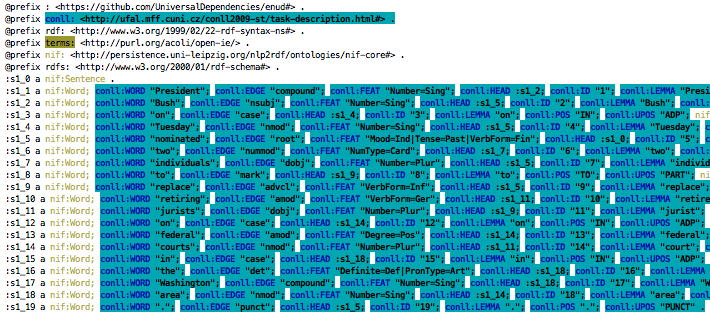 @prefix : <https://github.com/UniversalDependencies/enud#> .
@prefix conll: <http://ufal.mff.cuni.cz/conll2009-st/task-description.html#> .
@prefix rdf: <http://www.w3.org/1999/02/22-rdf-syntax-ns#> .
@prefix terms: <http://purl.org/acoli/open-ie/> .
@prefix nif: <http://persistence.uni-leipzig.org/nlp2rdf/ontologies/nif-core#> .
@prefix rdfs: <http://www.w3.org/2000/01/rdf-schema#> .
:s1_0 a nif:Sentence .
:s1_1 a nif:Word; conll:WORD "President"; conll:EDGE "compound"; conll:FEAT "Number=Sing"; conll:HEAD :s1_2; conll:ID "1"; conll:LEMMA "Presi
:s1_2 a nif:Word; conll:WORD "Bush"; conll:EDGE "nsubj"; conll:FEAT "Number=Sing"; conll:HEAD :s1_5; conll:ID "2"; conll:LEMMA "Bush";
:s1_3 a nif:Word; conll:WORD "on"; conll:EDGE "case"; conll:HEAD :s1_4; conll:ID "3"; conll:LEMMA "on"; conll:POS "IN"; conll:UPOS "ADP"; nif
:s1_4 a nif:Word; conll:WORD "Tuesday"; conll:EDGE "nmod"; conll:FEAT "Number=Sing"; conll:HEAD :s1_5; conll:ID "4"; conll:LEMMA "Tuesday";
:s1_5 a nif:Word; conll:WORD "nominated"; conll:EDGE "root"; conll:FEAT "Mood=Ind|Tense=Past|VerbForm=Fin"; conll:HEAD :s1_0; conll:ID "5";
:s1_6 a nif:Word; conll:WORD "two"; conll:EDGE "nummod"; conll:FEAT "NumType=Card"; conll:HEAD :s1_7; conll:ID "6"; conll:LEMMA "two";
:s1_7 a nif:Word; conll:WORD "individuals"; conll:EDGE "dobj"; conll:FEAT "Number=Plur"; conll:HEAD :s1_5; conll:ID "7"; conll:LEMMA "individ
:s1_8 a nif:Word; conll:WORD "to"; conll:EDGE "mark"; conll:HEAD :s1_9; conll:ID "8"; conll:LEMMA "to"; conll:POS "TO"; conll:UPOS "PART"; ni
:s1_9 a nif:Word; conll:WORD "replace"; conll:EDGE "advcl"; conll:FEAT "VerbForm=Inf"; conll:HEAD :s1_5; conll:ID "9"; conll:LEMMA "replace";
:s1_10 a nif:Word; conll:WORD "retiring"; conll:EDGE "amod"; conll:FEAT "VerbForm=Ger"; conll:HEAD :s1_11; conll:ID "10"; conll:LEMMA "retire
:s1_11 a nif:Word; conll:WORD "jurists"; conll:EDGE "dobj"; conll:FEAT "Number=Plur"; conll:HEAD :s1_9; conll:ID "11"; conll:LEMMA "jurist";
:s1_12 a nif:Word; conll:WORD "on"; conll:EDGE "case"; conll:HEAD :s1_14; conll:ID "12"; conll:LEMMA "on"; conll:POS "IN"; conll:UPOS "ADP";
:s1_13 a nif:Word; conll:WORD "federal"; conll:EDGE "amod"; conll:FEAT "Degree=Pos"; conll:HEAD :s1_14; conll:ID "13"; conll:LEMMA "federal";
:s1_14 a nif:Word; conll:WORD "courts"; conll:EDGE "nmod"; conll:FEAT "Number=Plur"; conll:HEAD :s1_11; conll:ID "14"; conll:LEMMA "court";
:s1_15 a nif:Word; conll:WORD "in"; conll:EDGE "case"; conll:HEAD :s1_18; conll:ID "15"; conll:LEMMA "in"; conll:POS "IN"; conll:UPOS "ADP";
:s1_16 a nif:Word; conll:WORD "the"; conll:EDGE "det"; conll:FEAT "Definite=Def|PronType=Art"; conll:HEAD :s1_18; conll:ID "16"; conll:LEMMA
:s1_17 a nif:Word; conll:WORD "Washington"; conll:EDGE "compound"; conll:FEAT "Number=Sing"; conll:HEAD :s1_18; conll:ID "17"; conll:LEMMA "W
:s1_18 a nif:Word; conll:WORD "area"; conll:EDGE "nmod"; conll:FEAT "Number=Sing"; conll:HEAD :s1_14; conll:ID "18"; conll:LEMMA "area"; con
:s1_19 a nif:Word; conll:WORD "."; conll:EDGE "punct"; conll:HEAD :s1_5; conll:ID "19"; conll:LEMMA "."; conll:POS "."; conll:UPOS "PUNCT" .